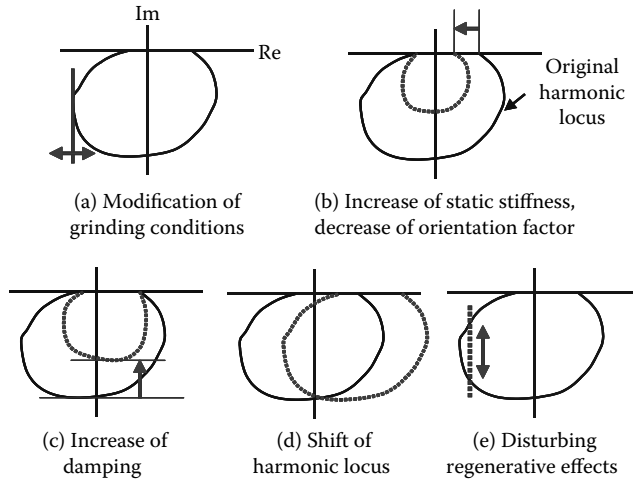 Im
Re
Original
harmonic
locus
(a) Modification of
grinding conditions
(b) Increase of static stiffness,
decrease of orientation factor
(c) Increase of
damping
(d) Shift of
harmonic locus
(e) Disturbing
regenerative effects